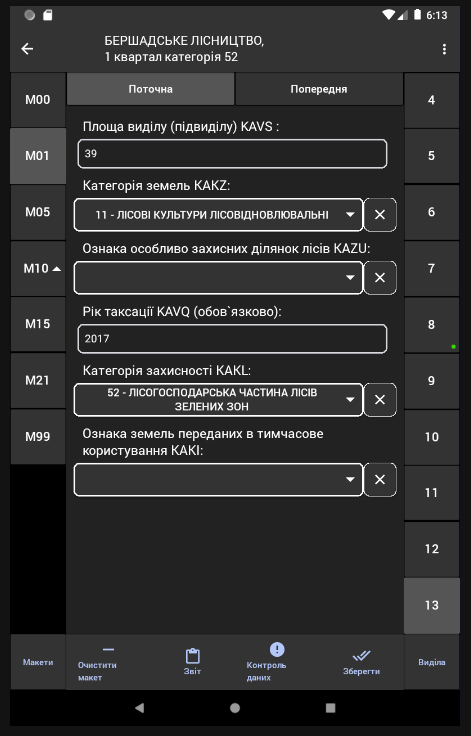 6:13
БЕРШАДСЬКЕ ЛІСНИЦТВО,
1 квартал категорія 52
M00
M01
M05
M10
M15
M21
M99
Макети
Поточна
Попередня
Площа виділу (підвиділу) KAVS :
39
Категорія земель KAKZ:
11 - ЛІСОВІ КУЛЬТУРИ ЛІСОВІДНОВЛЮВАЛЬНІ
Ознака особливо захисних ділянок лісів KAZU:
Рік таксації KAVQ (обов`язково):
2017
Категорія захисності KAKL:
52 - ЛІСОГОСПОДАРСЬКА ЧАСТИНА ЛІСІВ
ЗЕЛЕНИХ ЗОН
Ознака земель переданих в тимчасове
користування KAKI:
4
5
6
7
8
9
10
11
12
13
Виділа
Очистити
макет
Звіт
Контроль
даних
Зберегти